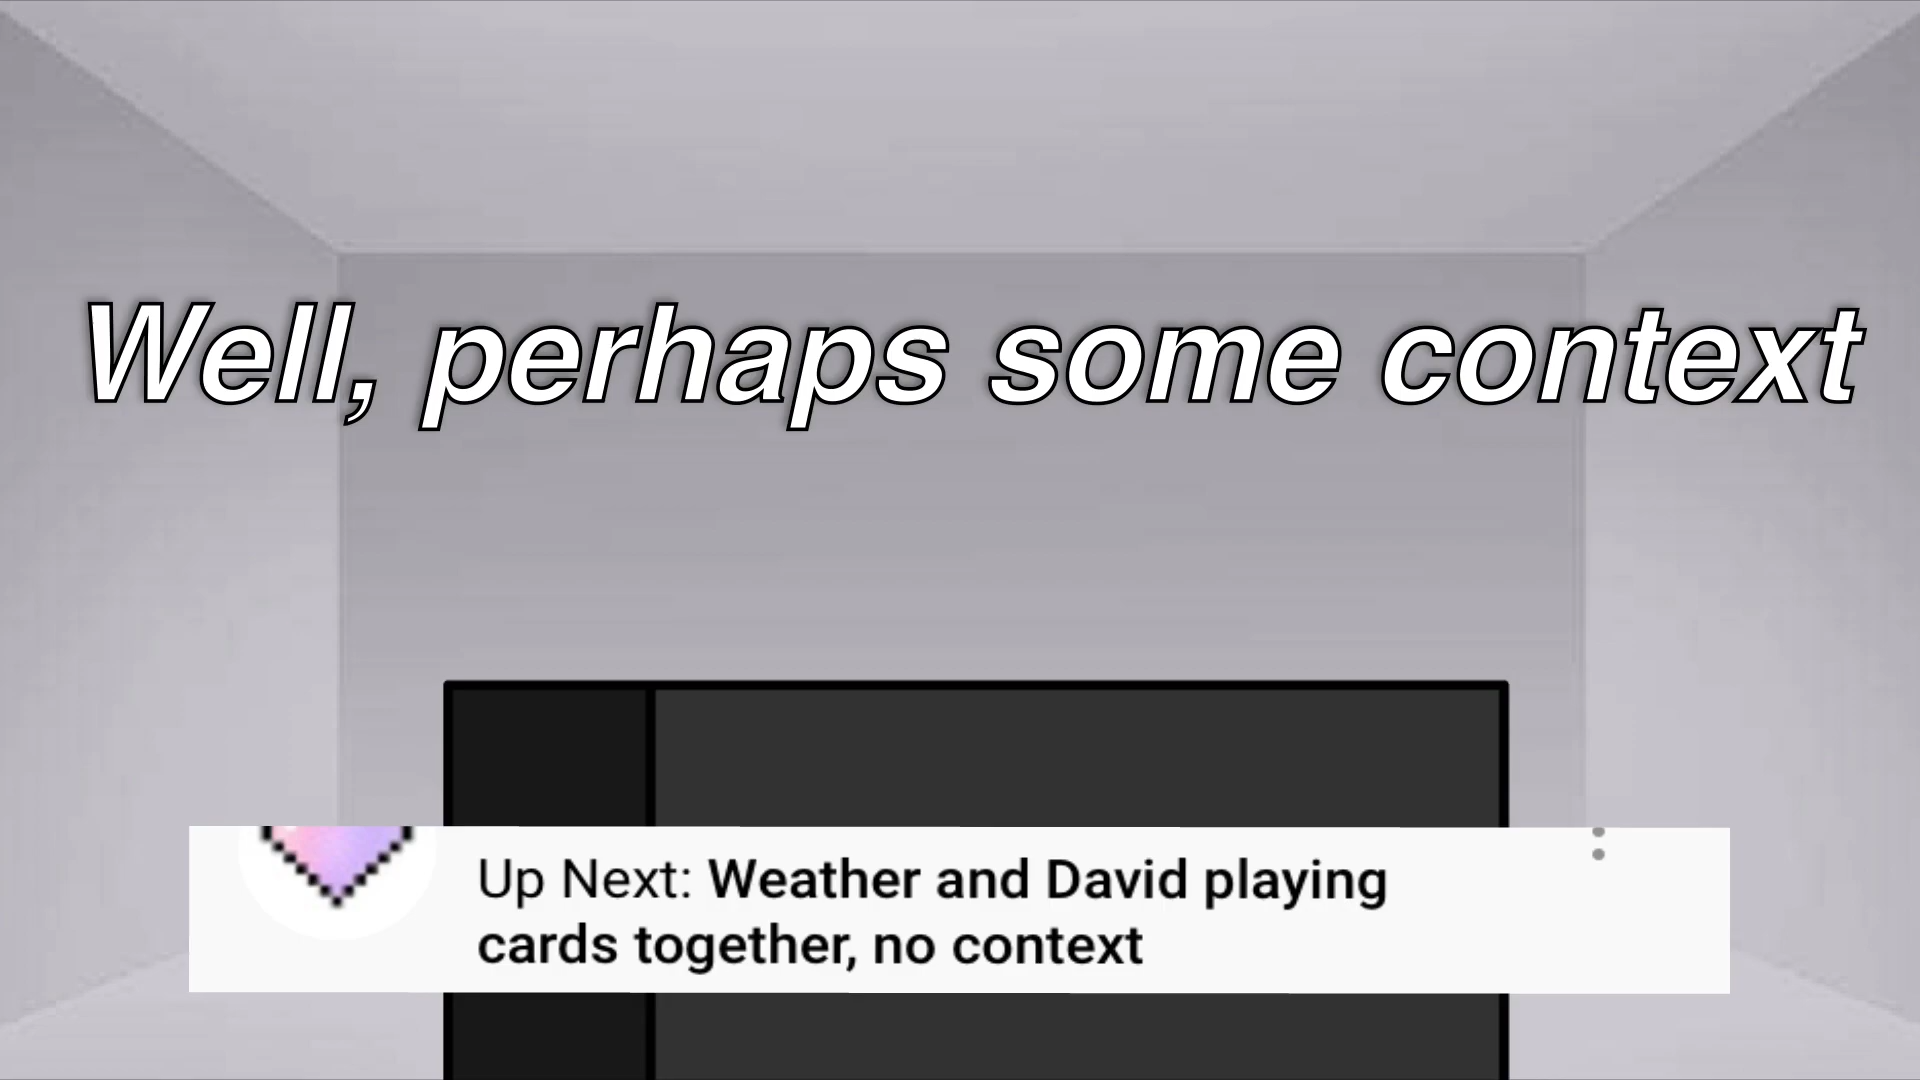 Well, perhaps some context
Up Next: Weather and David playing
cards together, no context